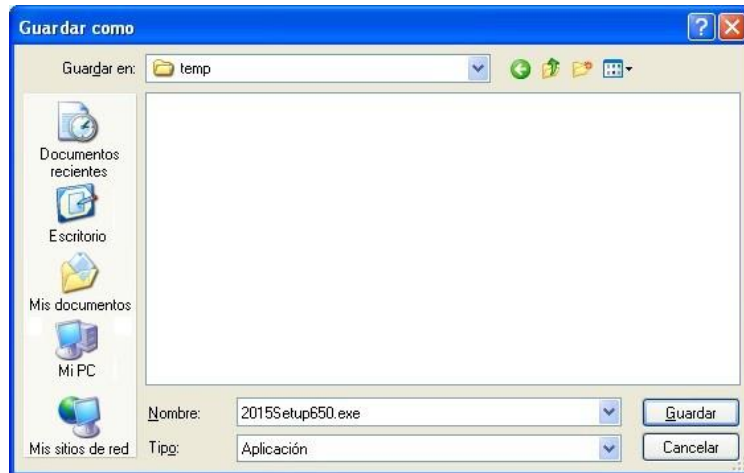 Guardar como
Guardar en:
temp
Documentos
recientes
Escritorio
Mis documentos
Mi PC
Mis sitios de red
Nombre:
2015Setup650.exe
Guardar
Tipo:
Aplicación
Cancelar